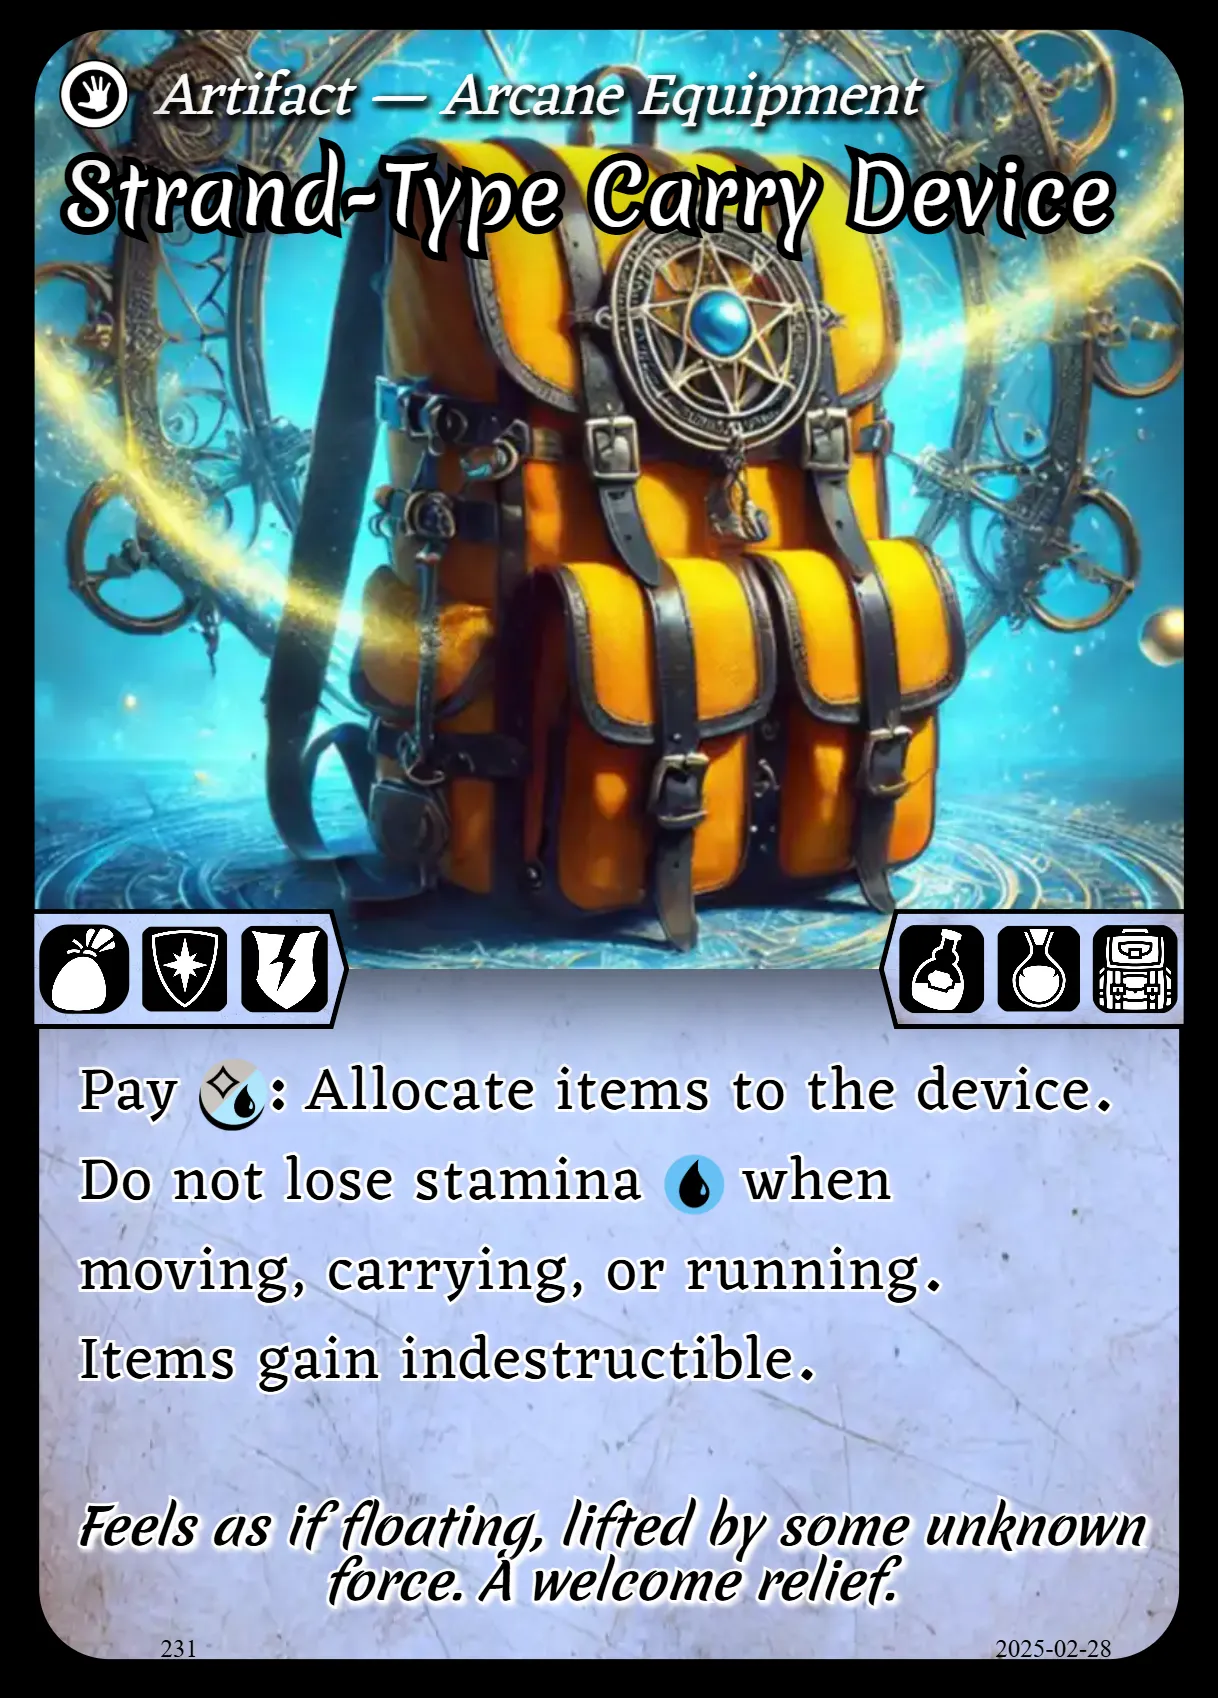 Artifact — Arcane Equipment
Strand-Type Carry Device
Pay : Allocate items to the device.
Do not lose stamina when
moving, carrying, or running.
Items gain indestructible.
Feels as if floating, lifted by some unknown
force. A welcome relief.
231
2025-02-28